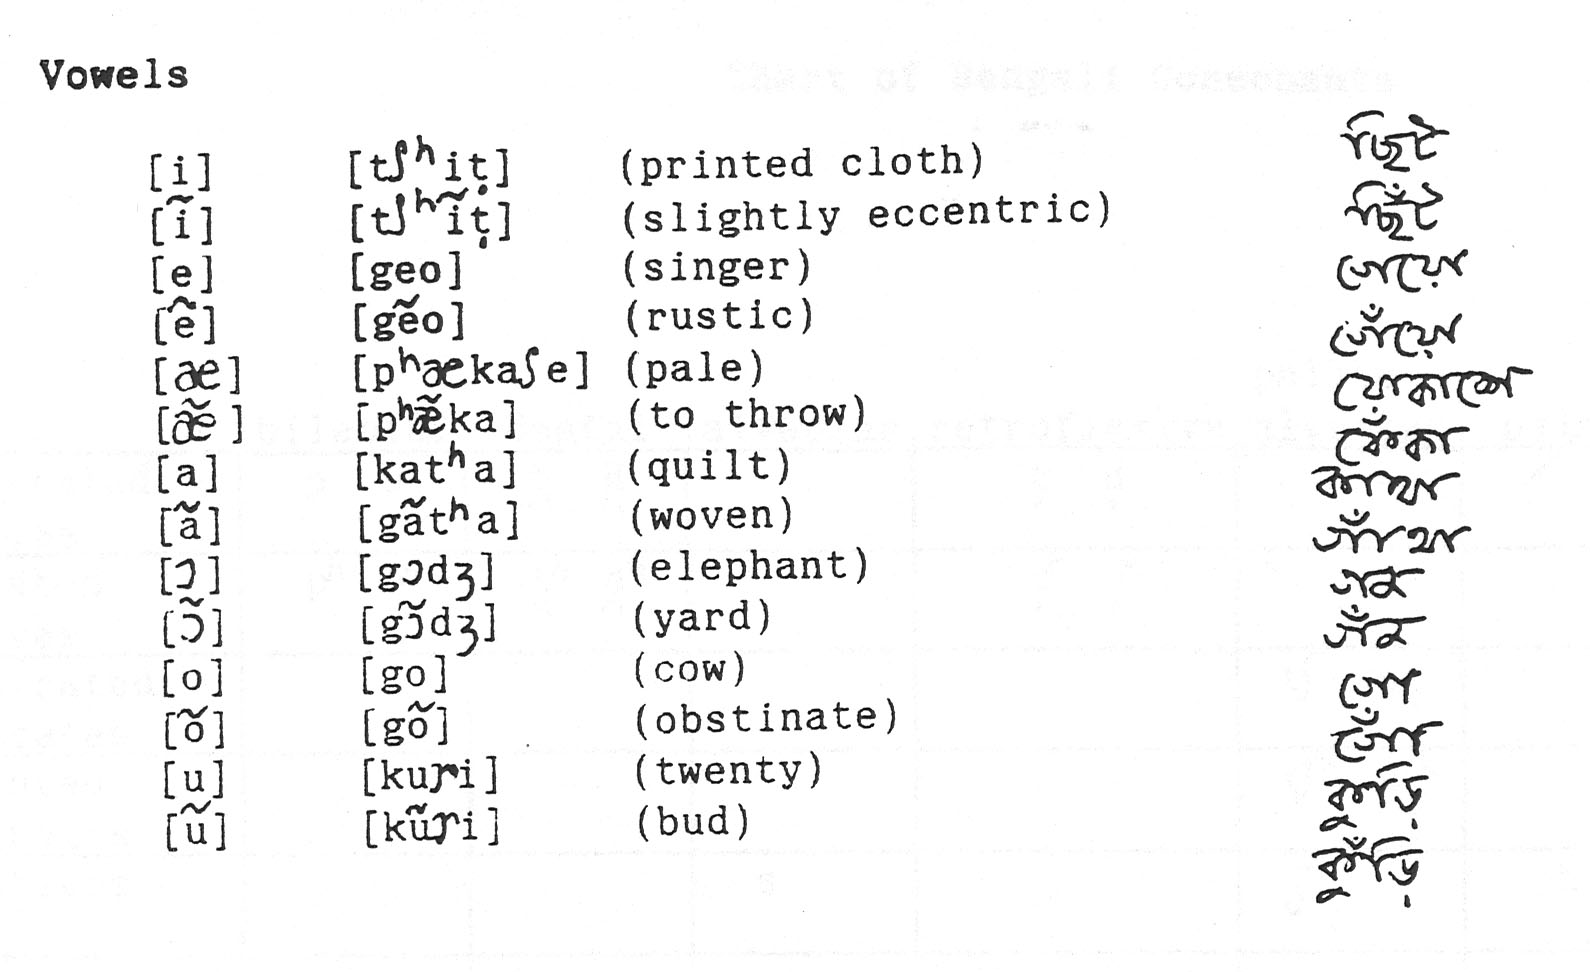 Vowels
[i] [tʃʰiṭ] (printed cloth) ছিট
[ĩ] [tʃʰĩṭ] (slightly eccentric) ছিঁট
[e] [geo] (singer) গেয়ো
[ẽ] [gẽo] (rustic) গেঁয়ো
[æ] [pʰækaʃe] (pale)
[æ̃] [pʰæ̃ka] (to throw) ফেঁকা
[a] [katʰa] (quilt) কাথা
[ã] [gãtʰa] (woven) গাঁথা
[ɔ] [gɔdʒ] (elephant) গজ
[ɔ̃] [gɔ̃dʒ] (yard) গঁজ
[o] [go] (cow) গো
[õ] [gõ] (obstinate) গোঁ
[u] [kuɽi] (twenty) কুড়ি
[ũ] [kũɽi] (bud) কুঁড়ি